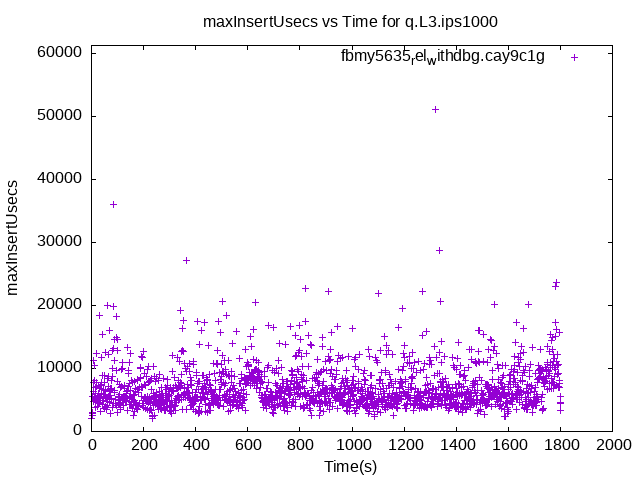 maxInsertUsecs vs Time for q.L3.ips1000
fbmy5635relwithdbg.cay9c1g
60000
50000
40000
30000
20000
10000
0
maxInsertUsecs
0 200 400 600 800 1000 1200 1400 1600 1800 2000
Time(s)